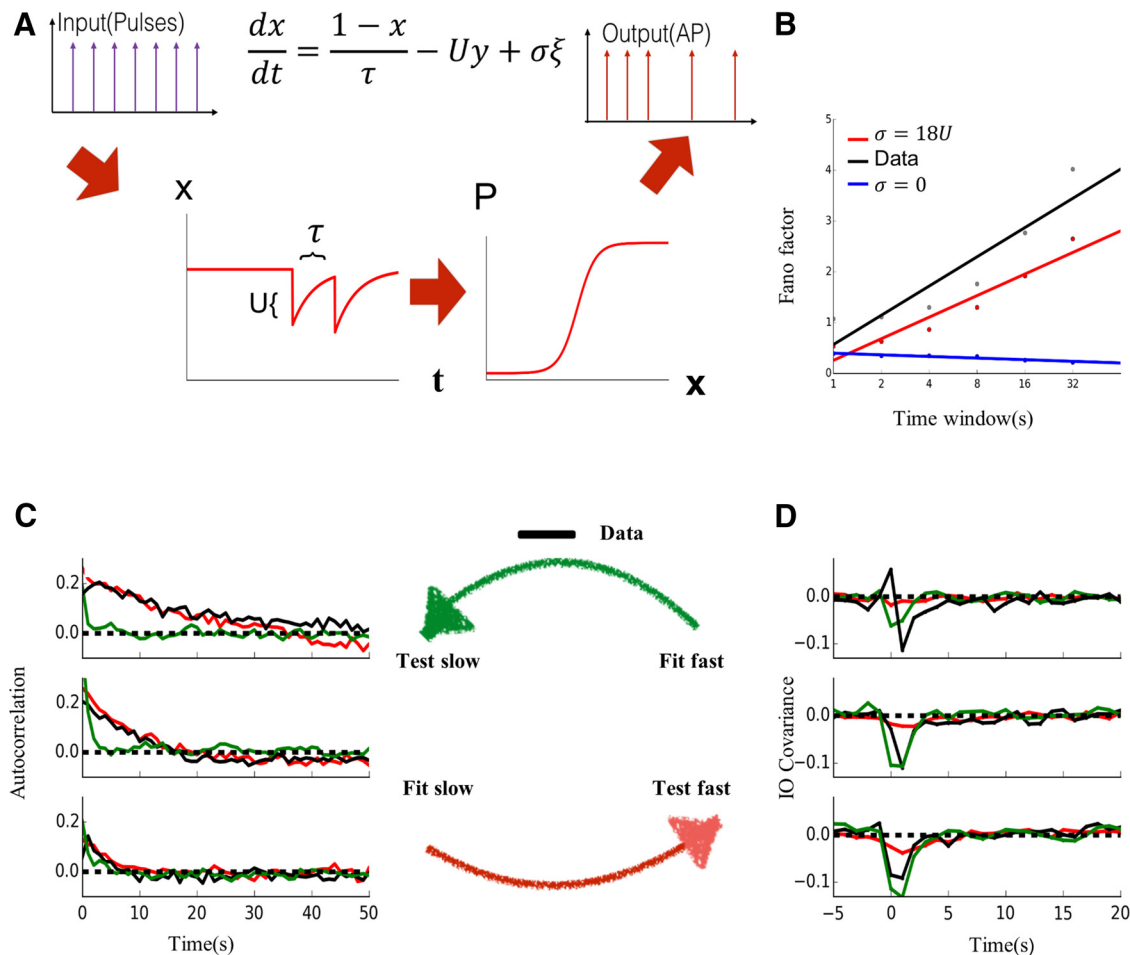 A
Input(Pulses)
dx/dt = (1 − x)/τ − Uy + σξ
Output(AP)
X
τ
U{
t
P
x
B
5
4
3
2
1
0
σ = 18U
Data
σ = 0
Fano factor
1 2 4 8 16 32
Time window(s)
C
0.2
0.0
0.2
0.0
0.2
0.0
0 10 20 30 40 50
Autocorrelation
Time(s)
Data
Test slow
Fit fast
Fit slow
Test fast
D
0.0
−0.1
0.0
−0.1
0.0
−0.1
−5 0 5 10 15 20
IO Covariance
Time(s)